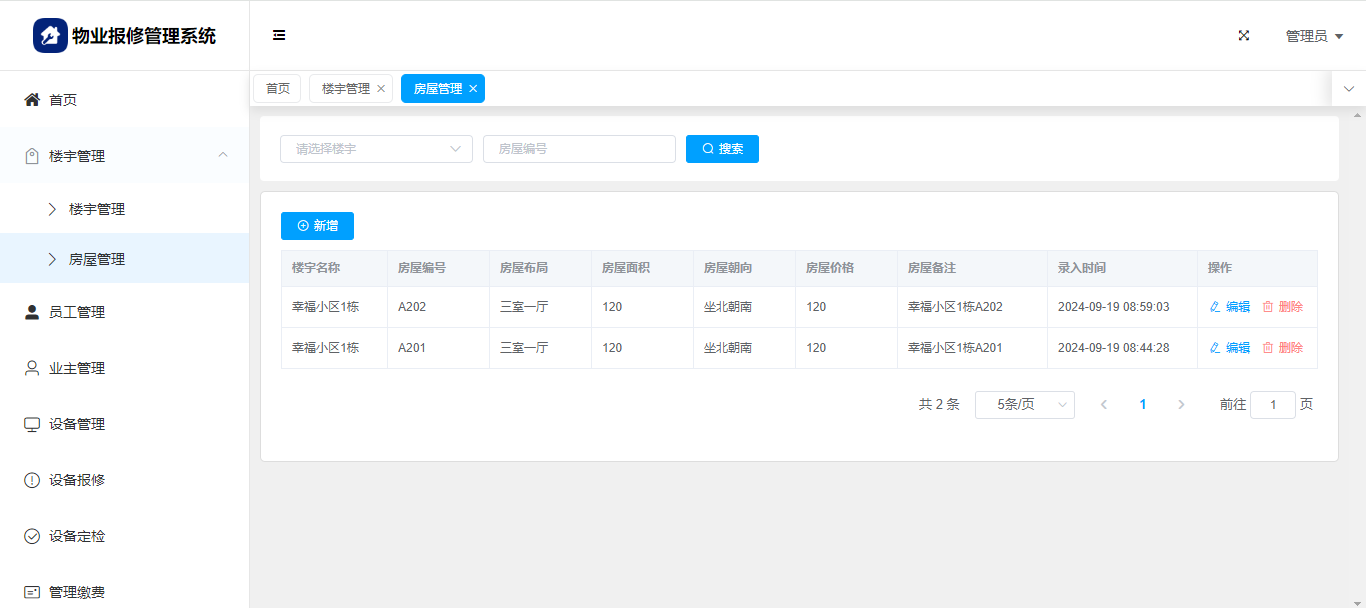 物业报修管理系统
管理员
首页
楼宇管理
房屋管理
首页
楼宇管理
楼宇管理
房屋管理
员工管理
业主管理
设备管理
设备报修
设备定检
管理缴费
请选择楼宇 房屋编号 搜索
新增
楼宇名称 房屋编号 房屋布局 房屋面积 房屋朝向 房屋价格 房屋备注 录入时间 操作
幸福小区1栋 A202 三室一厅 120 坐北朝南 120 幸福小区1栋A202 2024-09-19 08:59:03 编辑 删除
幸福小区1栋 A201 三室一厅 120 坐北朝南 120 幸福小区1栋A201 2024-09-19 08:44:28 编辑 删除
共 2 条 5条/页 1 前往 1 页